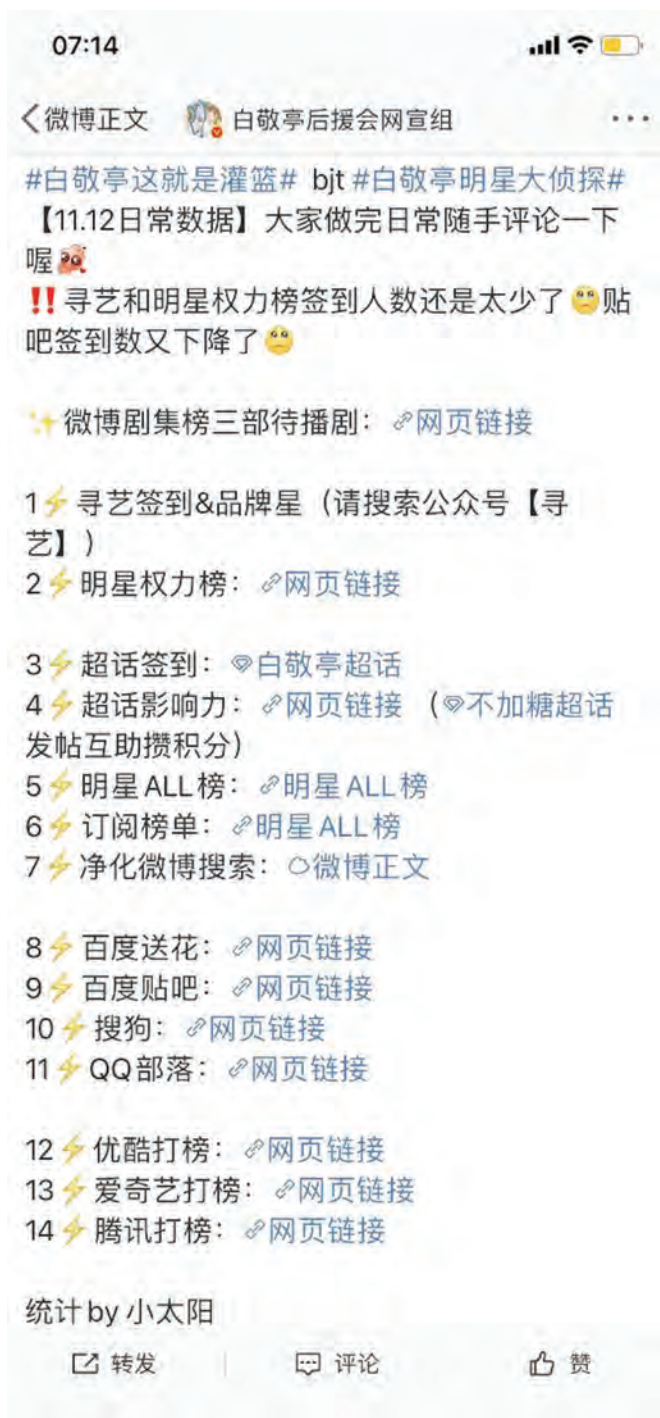 07:14
微博正文 白敬亭后援会网宣组 ···
#白敬亭这就是灌篮# bjt #白敬亭明星大侦探#
【11.12日常数据】大家做完日常随手评论一下
喔
‼️寻艺和明星权力榜签到人数还是太少了🥺贴
吧签到数又下降了🥺
✨微博剧集榜三部待播剧：网页链接
1⚡寻艺签到&品牌星（请搜索公众号【寻
艺】）
2⚡明星权力榜：网页链接
3⚡超话签到：白敬亭超话
4⚡超话影响力：网页链接（不加糖超话
发帖互助攒积分）
5⚡明星ALL榜：明星ALL榜
6⚡订阅榜单：明星ALL榜
7⚡净化微博搜索：微博正文
8⚡百度送花：网页链接
9⚡百度贴吧：网页链接
10⚡搜狗：网页链接
11⚡QQ部落：网页链接
12⚡优酷打榜：网页链接
13⚡爱奇艺打榜：网页链接
14⚡腾讯打榜：网页链接
统计by小太阳
转发 评论 赞